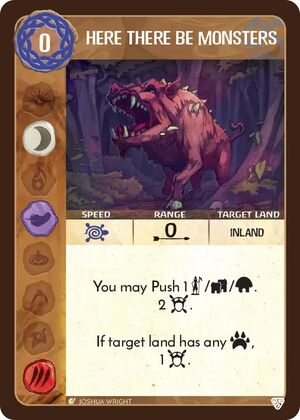 0
HERE THERE BE MONSTERS
SPEED
RANGE
TARGET LAND
0
INLAND
You may Push 1 / / .
2 .
If target land has any ,
1 .
JOSHUA WRIGHT